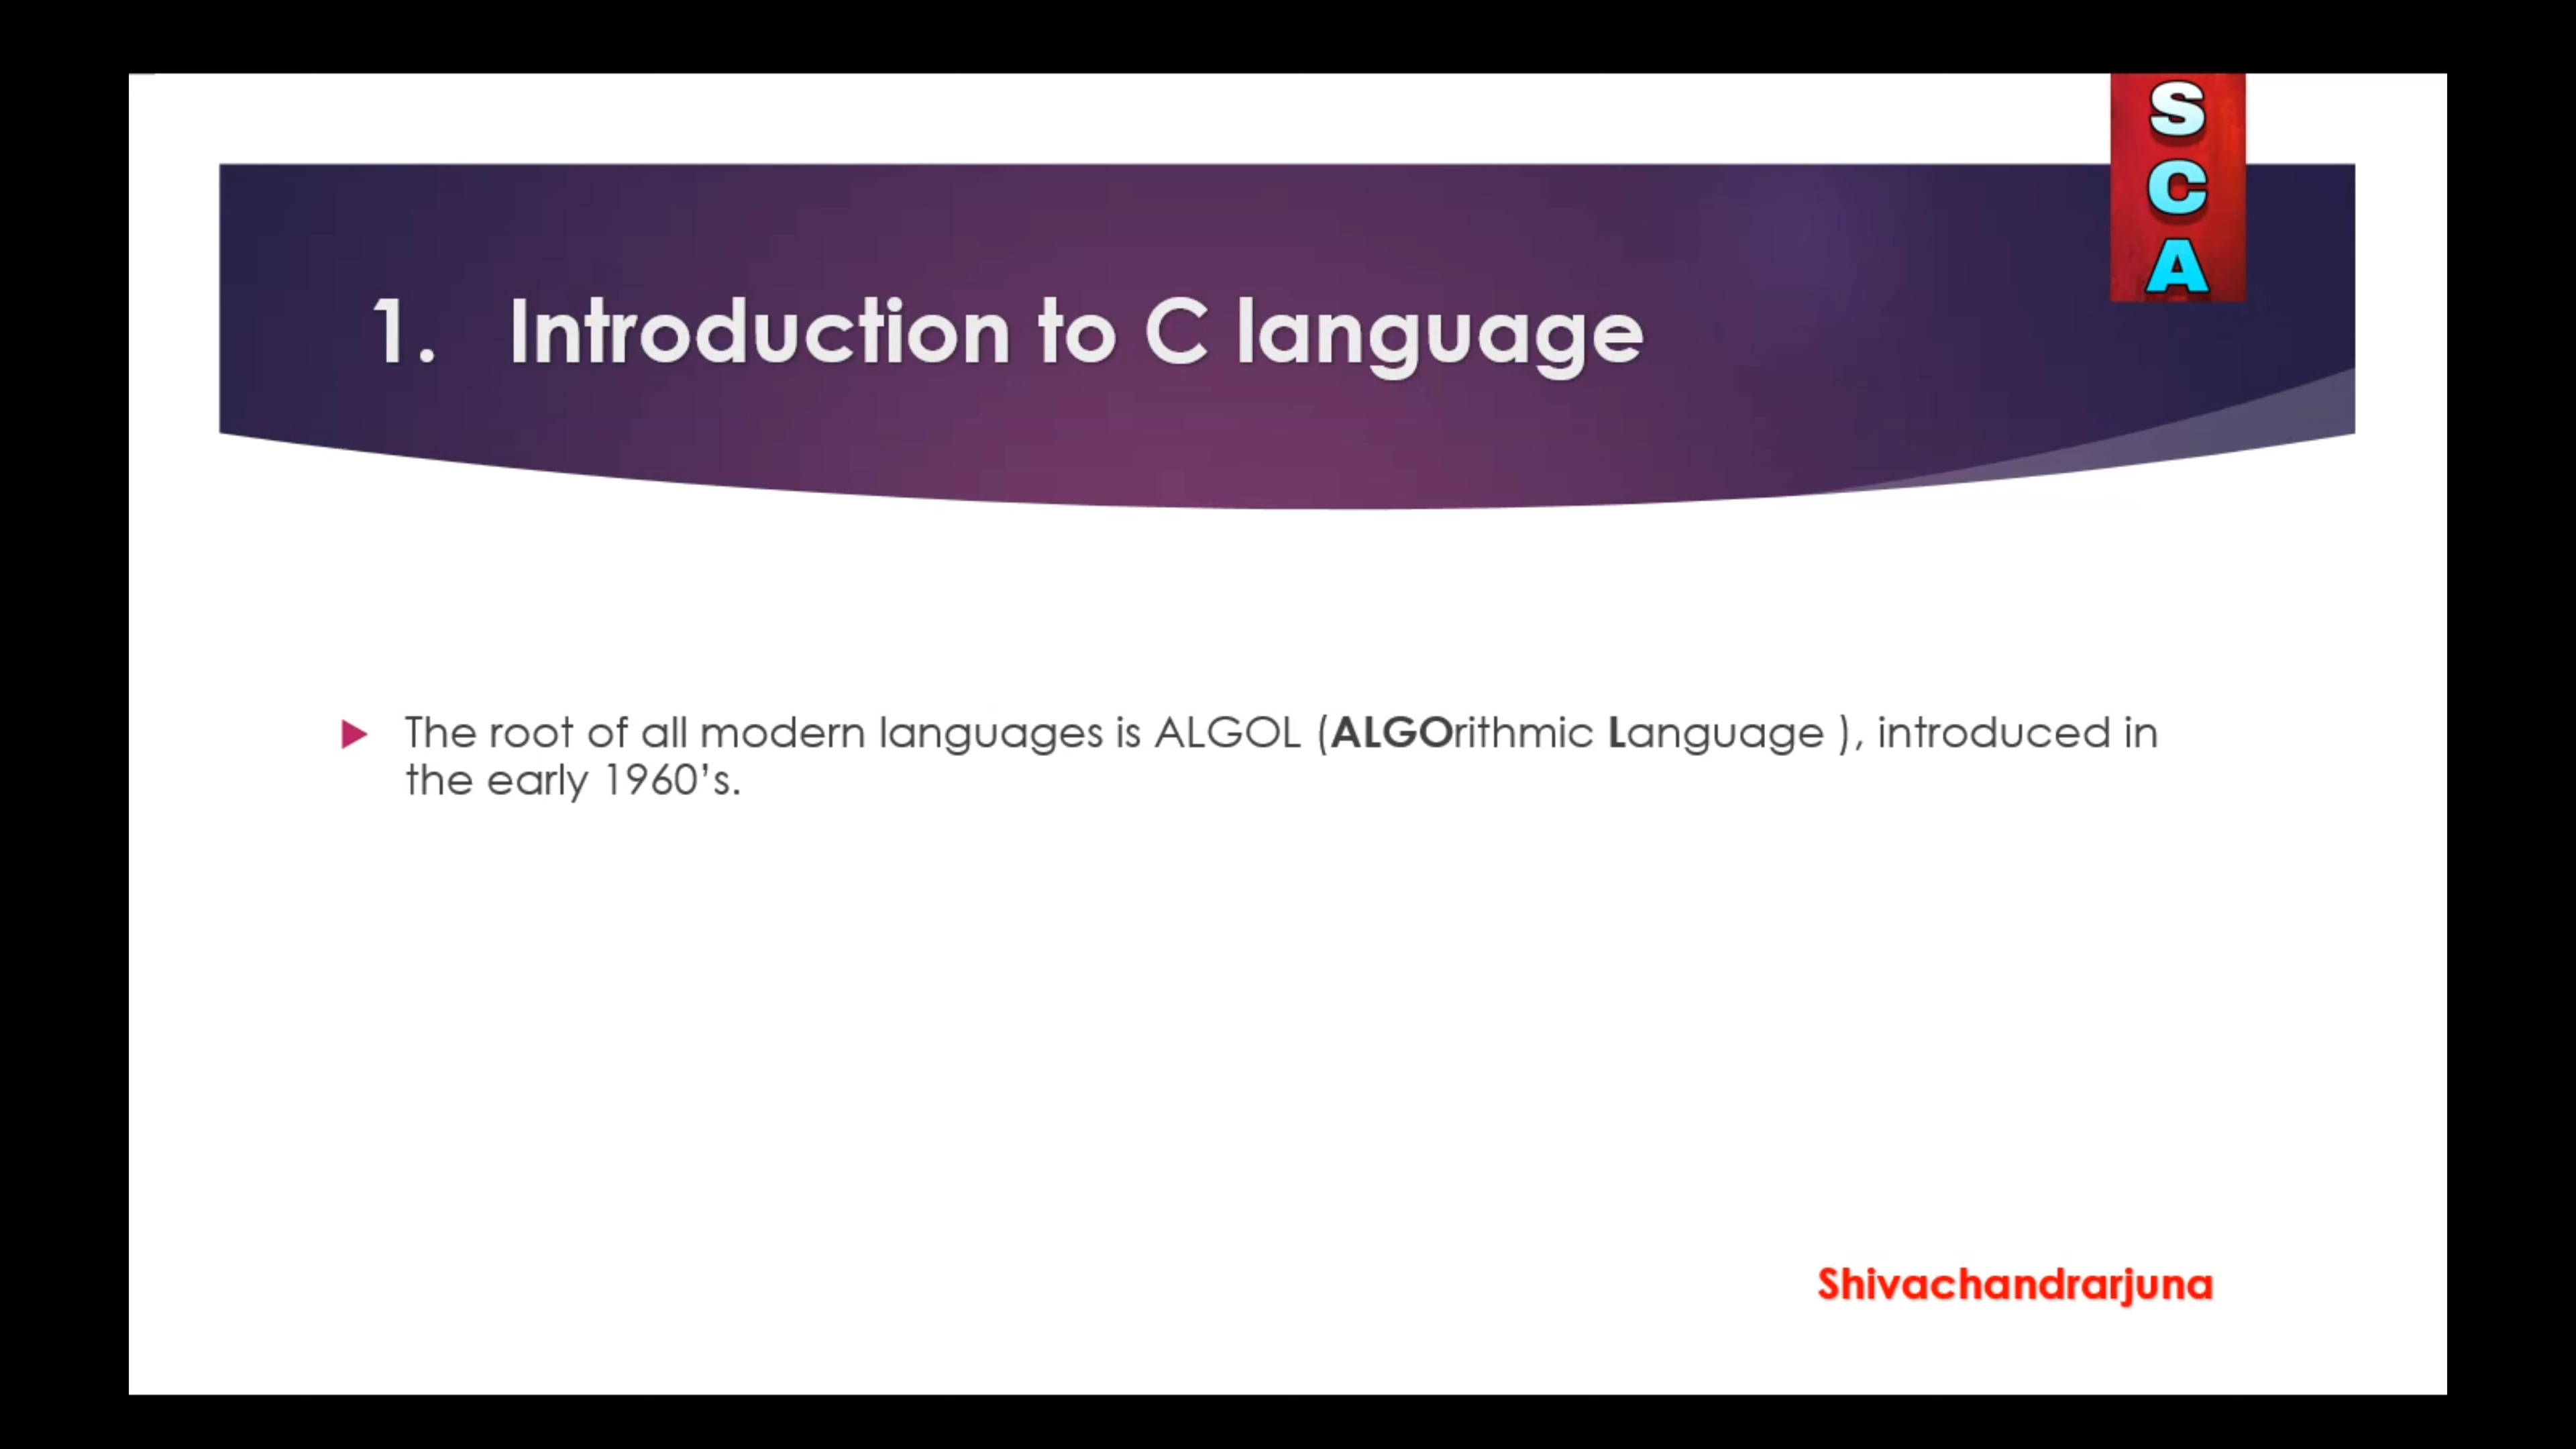 S
C
A
1. Introduction to C language
The root of all modern languages is ALGOL (ALGOrithmic Language ), introduced in
the early 1960’s.
Shivachandrarjuna